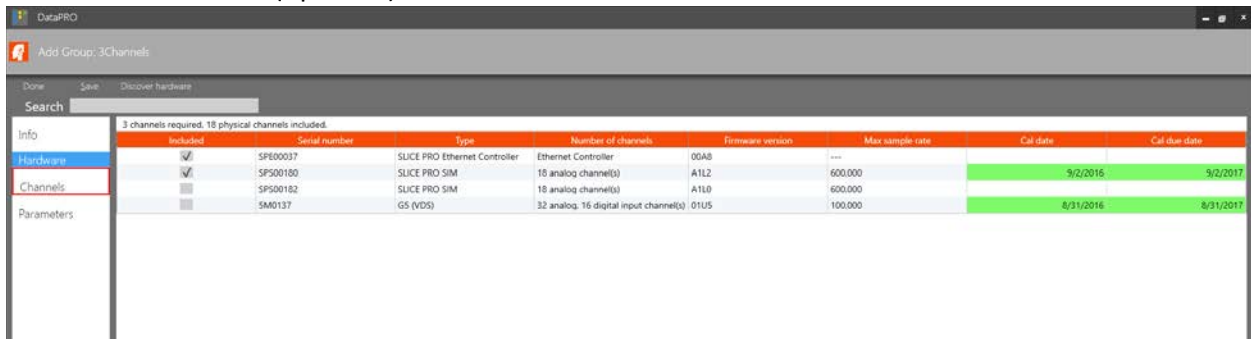 DataPRO
Add Group: 3Channels
Done Save Discover hardware
Search
Info
Hardware
Channels
Parameters
3 channels required, 18 physical channels included.
Included Serial number Type Number of channels Firmware version Max sample rate Cal date Cal due date
SPE00037 SLICE PRO Ethernet Controller Ethernet Controller 00A8 ---
SPS00180 SLICE PRO SIM 18 analog channel(s) A1L2 600,000 9/2/2016 9/2/2017
SPS00182 SLICE PRO SIM 18 analog channel(s) A1L0 600,000
5M0137 G5 (VDS) 32 analog, 16 digital input channel(s) 01U5 100,000 8/31/2016 8/31/2017